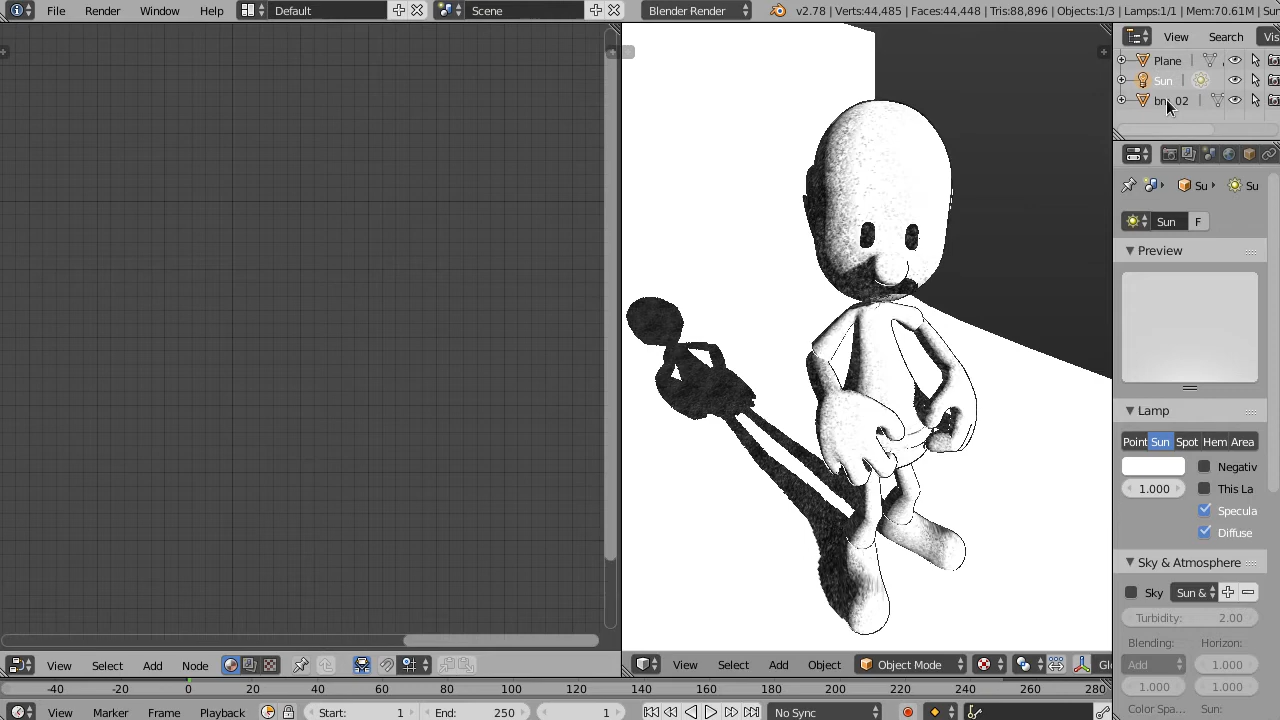 File Render Window Help Default Scene Blender Render v2.78 | Verts:44,485 | Faces:44,448 | Tris:88,896 | Objects:1/3 | Lamps:1/1 | Mem:70.61M | Sun
View Search Vis
Plane
Sun
Su Su
Sun F
Preview
Lamp
Point Sun Spot Hem Area
Negativ
1.000 This La
Specula
Diffuse
Sky & Atmosphere
Sky Sun &
Turbidity: 2.00
Blending: Horizon:
Add 1.000
1.000 1.000
Color Spa... Sun:
View Select Add Node
View Select Add Object Object Mode Gl
-40 -20 0 20 40 60 80 100 120 140 160 180 200 220 240 260 280
View Marker Frame Playback Start: 1 End: 250 1 No Sync